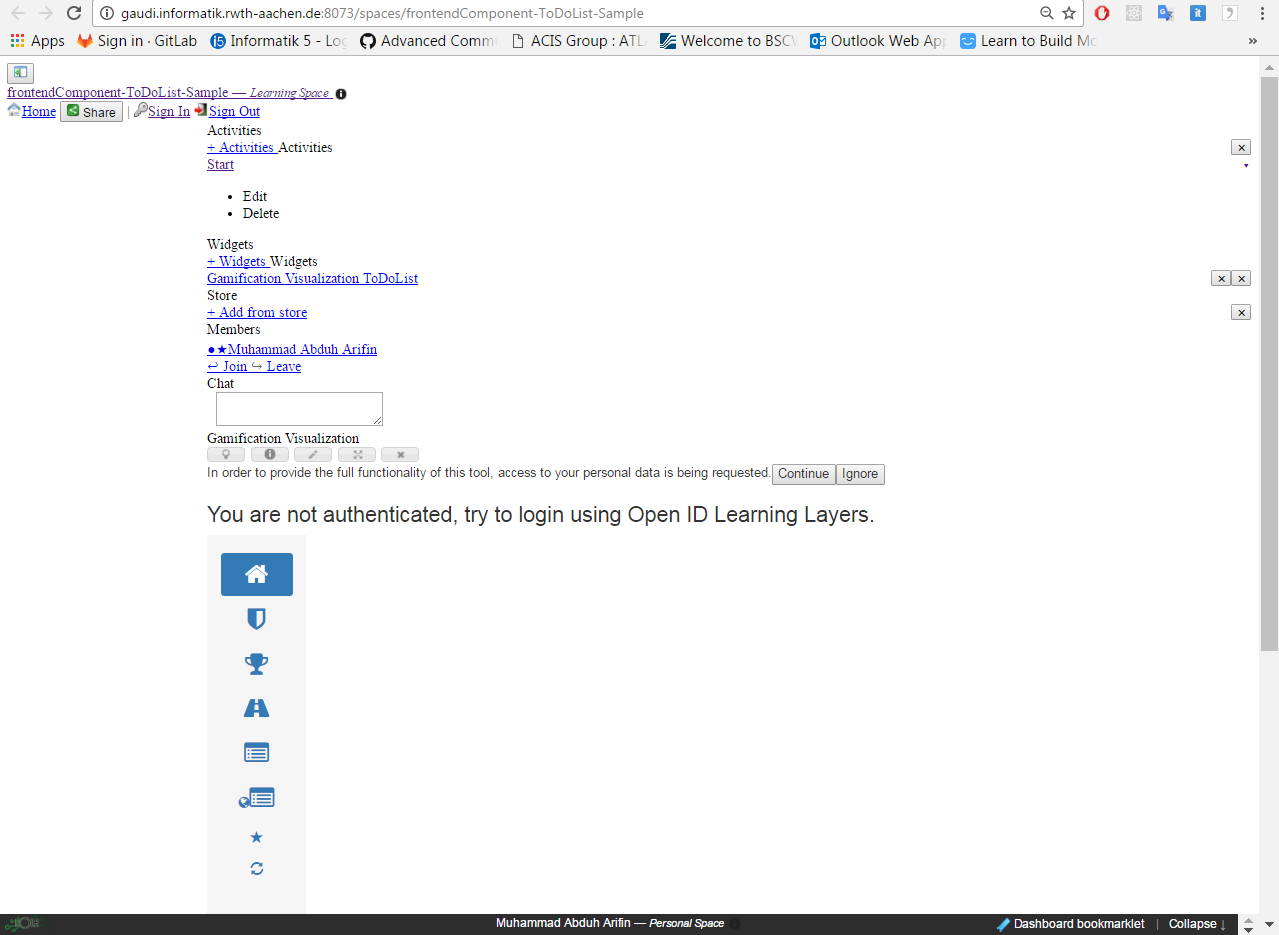 gaudi.informatik.rwth-aachen.de:8073/spaces/frontendComponent-ToDoList-Sample
Apps Sign in · GitLab Informatik 5 - Log Advanced Comm ACIS Group : ATLA Welcome to BSCW Outlook Web App Learn to Build Mo »
frontendComponent-ToDoList-Sample — Learning Space
Home Share | Sign In Sign Out
Activities
+ Activities Activities
Start
Edit
Delete
Widgets
+ Widgets Widgets
Gamification Visualization ToDoList
Store
+ Add from store
Members
●★Muhammad Abduh Arifin
↩ Join ↪ Leave
Chat
Gamification Visualization
In order to provide the full functionality of this tool, access to your personal data is being requested. Continue Ignore
You are not authenticated, try to login using Open ID Learning Layers.
Muhammad Abduh Arifin — Personal Space Dashboard bookmarklet | Collapse ↓